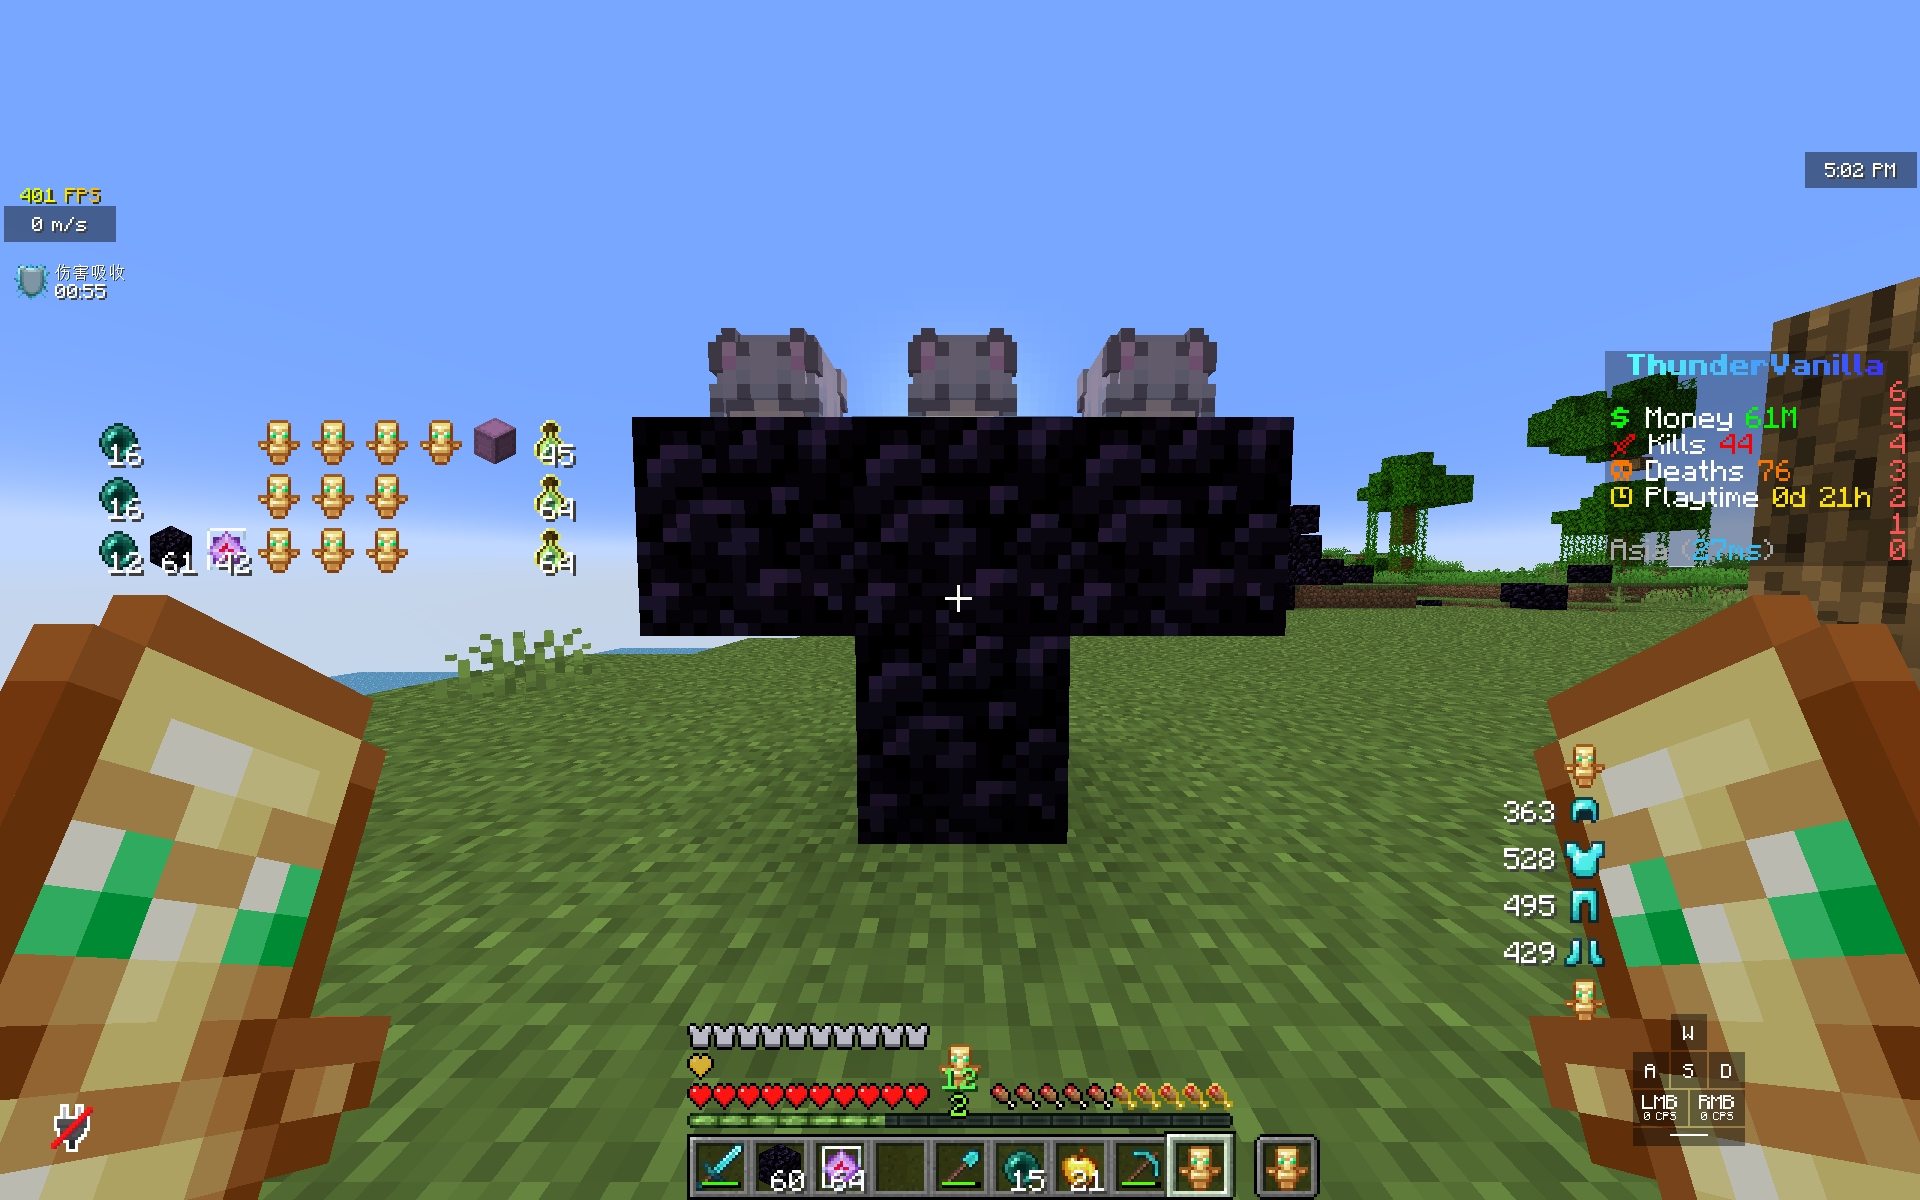 401 FPS
0 m/s
伤害吸收
00:55
5:02 PM
16
45
16
64
12
61
42
64
ThunderVanilla
6
$ Money 61M 5
Kills 44 4
Deaths 76 3
Playtime 0d 21h 2
1
Asia (87ms) 0
363
528
495
429
W
A S D
LMB RMB
0 CPS 0 CPS
12
2
60
64
15
21